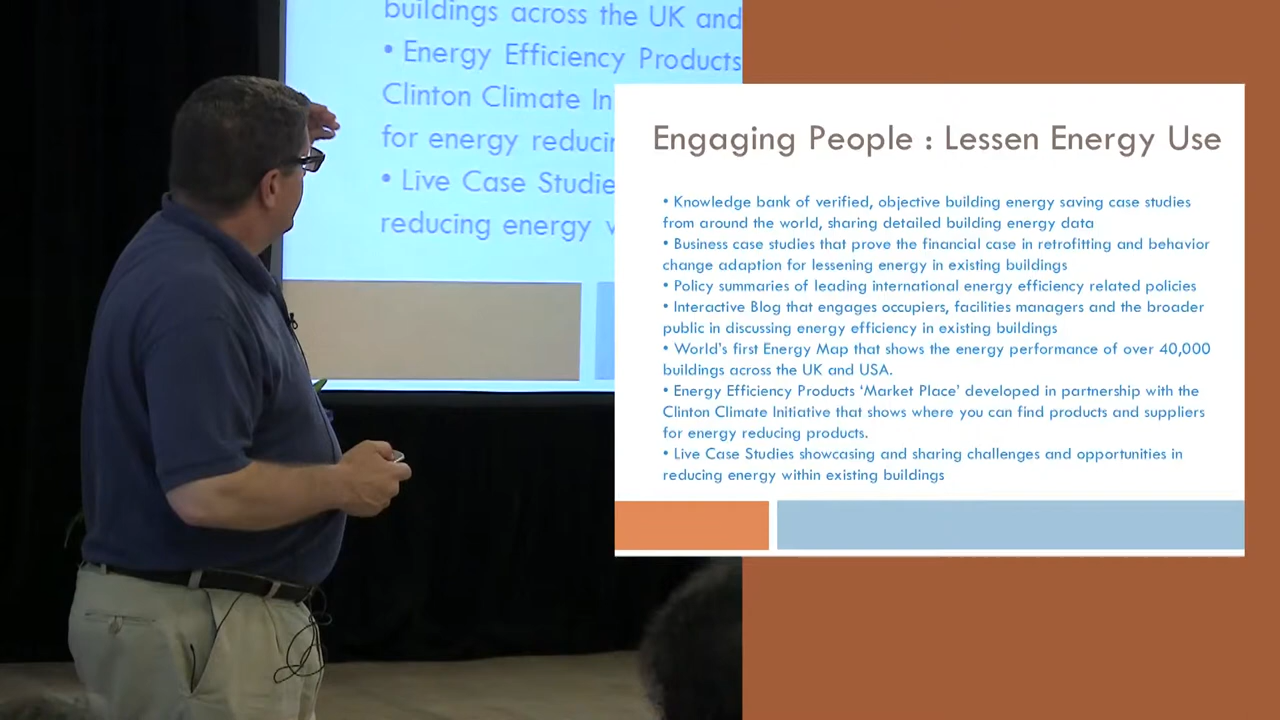 buildings across the UK and
• Energy Efficiency Products
Clinton Climate In
for energy reducin
• Live Case Studie
reducing energy w
Engaging People : Lessen Energy Use
• Knowledge bank of verified, objective building energy saving case studies
from around the world, sharing detailed building energy data
• Business case studies that prove the financial case in retrofitting and behavior
change adaption for lessening energy in existing buildings
• Policy summaries of leading international energy efficiency related policies
• Interactive Blog that engages occupiers, facilities managers and the broader
public in discussing energy efficiency in existing buildings
• World's first Energy Map that shows the energy performance of over 40,000
buildings across the UK and USA.
• Energy Efficiency Products ‘Market Place’ developed in partnership with the
Clinton Climate Initiative that shows where you can find products and suppliers
for energy reducing products.
• Live Case Studies showcasing and sharing challenges and opportunities in
reducing energy within existing buildings